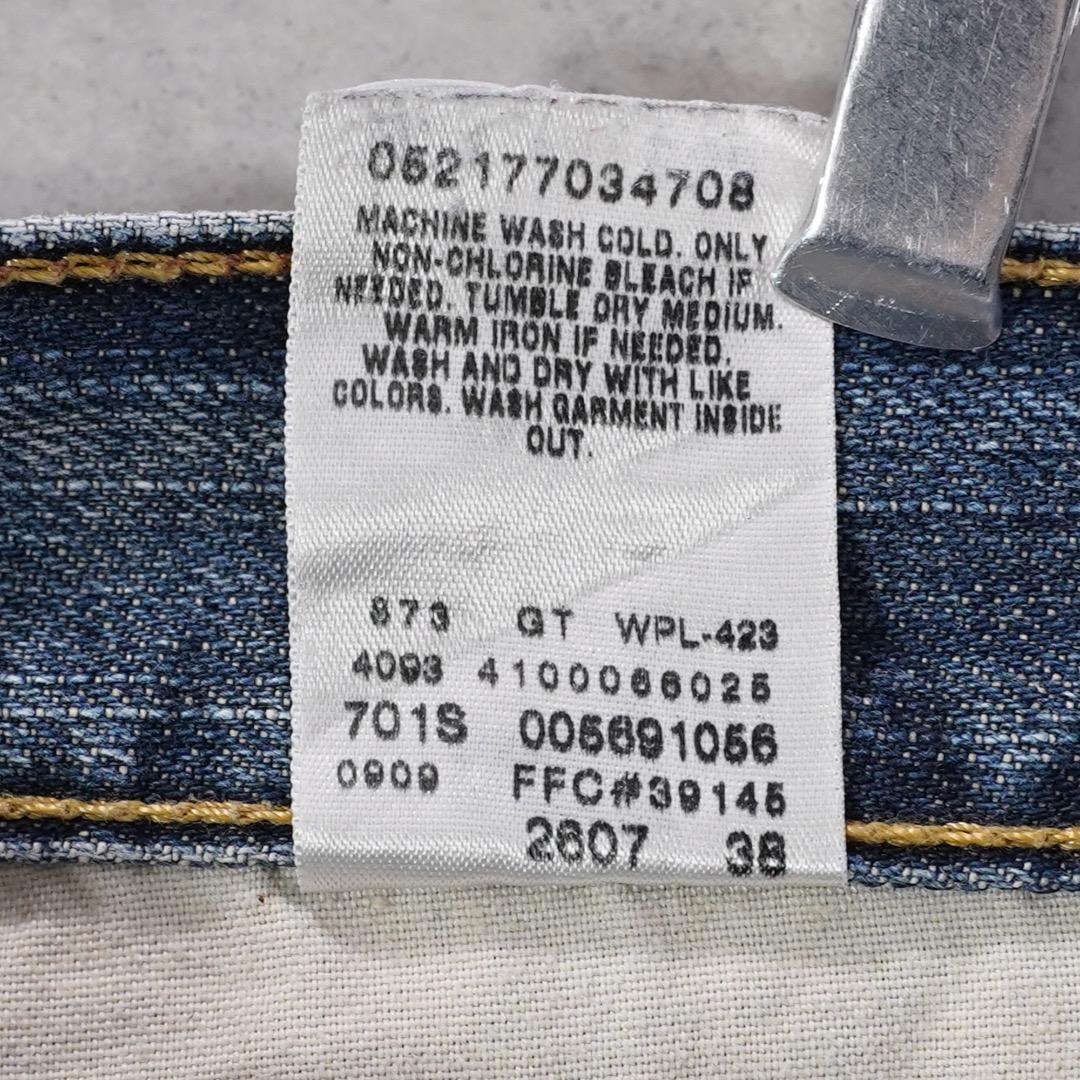 052177034708
MACHINE WASH COLD. ONLY
NON-CHLORINE BLEACH IF
NEEDED. TUMBLE DRY MEDIUM.
WARM IRON IF NEEDED.
WASH AND DRY WITH LIKE
COLORS. WASH GARMENT INSIDE
OUT.
873 GT WPL-423
4093 4100066025
701S 005691056
0909 FFC#39145
2607 38